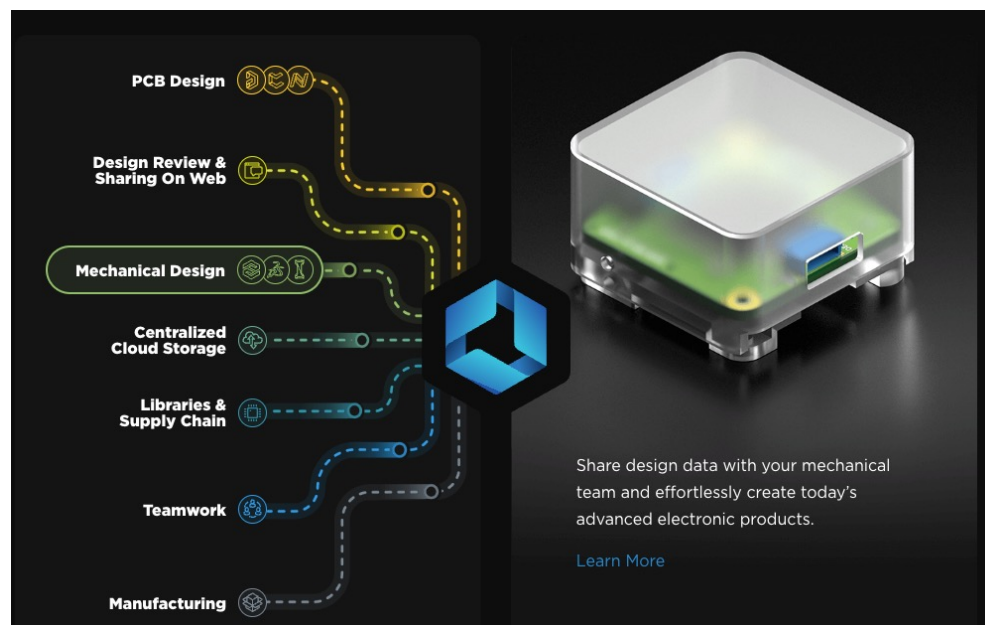 PCB Design
Design Review &
Sharing On Web
Mechanical Design
Centralized
Cloud Storage
Libraries &
Supply Chain
Teamwork
Manufacturing
Share design data with your mechanical
team and effortlessly create today’s
advanced electronic products.
Learn More